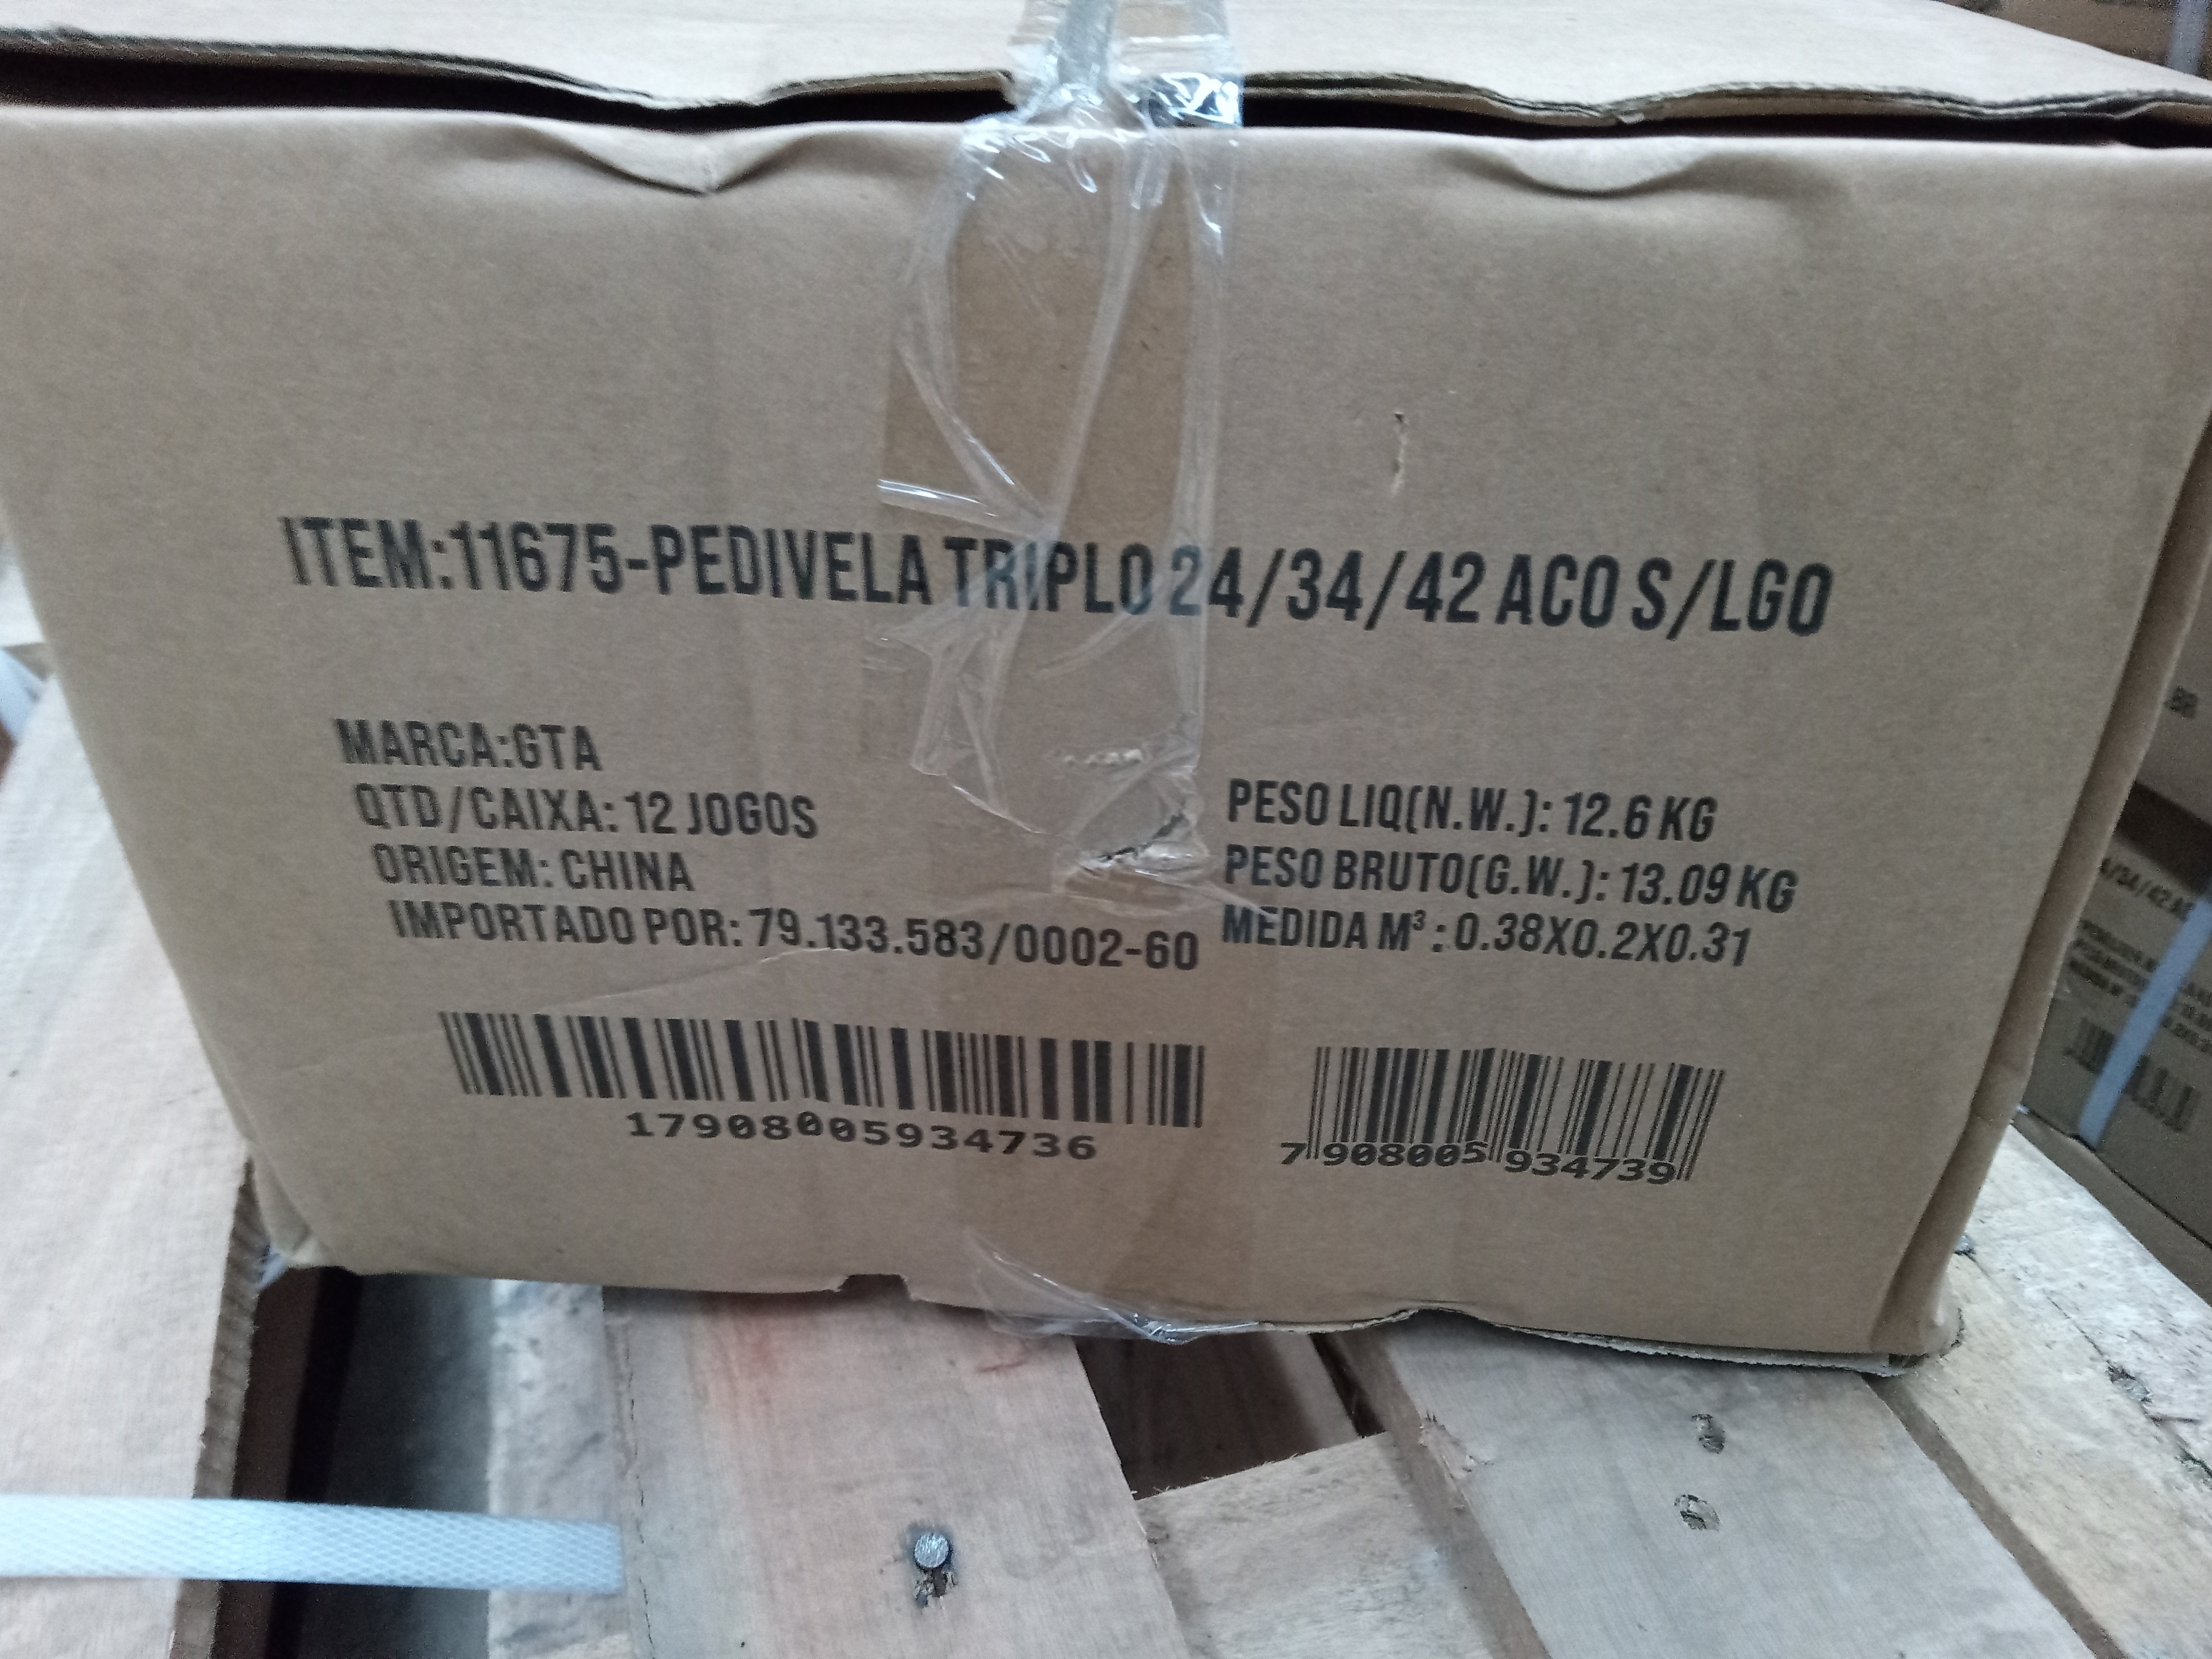 ITEM:11675-PEDIVELA TRIPLO 24/34/42 ACO S/LGO
MARCA:GTA
QTD/CAIXA: 12 JOGOS
ORIGEM: CHINA
IMPORTADO POR: 79.133.583/0002-60
PESO LIQ(N.W.): 12.6 KG
PESO BRUTO(G.W.): 13.09 KG
MEDIDA M³ : 0.38X0.2X0.31
17908005934736
7 908005 934739